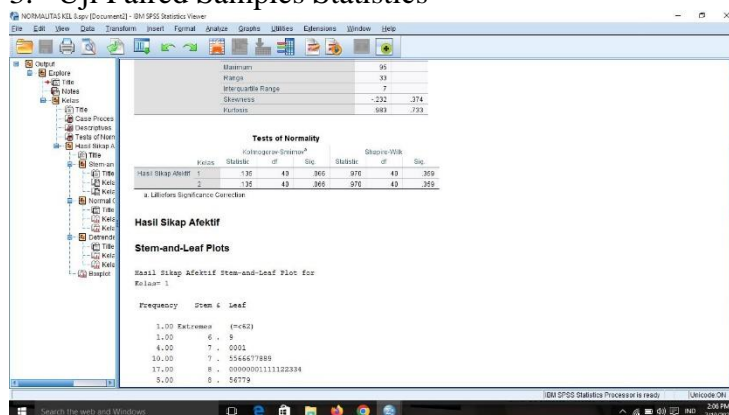 5. Uji Paired Samples Statistics
NORMALITAS KEL 8.spv [Document2] - IBM SPSS Statistics Viewer
File Edit View Data Transform Insert Format Analyze Graphs Utilities Extensions Window Help
Output
Explore
Title
Notes
Kelas
Title
Case Proces
Descriptives
Tests of Norm
Hasil Sikap A
Title
Stem-an
Title
Kela
Kela
Normal
Title
Kela
Kela
Detrende
Title
Kela
Kela
Boxplot
Maximum 95
Range 33
Interquartile Range 7
Skewness -.232 .374
Kurtosis .983 .733
Tests of Normality
Kolmogorov-Smirnov a Shapiro-Wilk
Kelas Statistic df Sig. Statistic df Sig.
Hasil Sikap Afektif 1 .135 40 .066 .970 40 .359
2 .135 40 .066 .970 40 .359
a. Lilliefors Significance Correction
Hasil Sikap Afektif
Stem-and-Leaf Plots
Hasil Sikap Afektif Stem-and-Leaf Plot for
Kelas= 1
Frequency Stem & Leaf
1.00 Extremes (=<62)
1.00 6 . 9
4.00 7 . 0001
10.00 7 . 5566677889
17.00 8 . 00000001111122334
5.00 8 . 56779
IBM SPSS Statistics Processor is ready Unicode:ON
Search the web and Windows
IND 2:06 PM